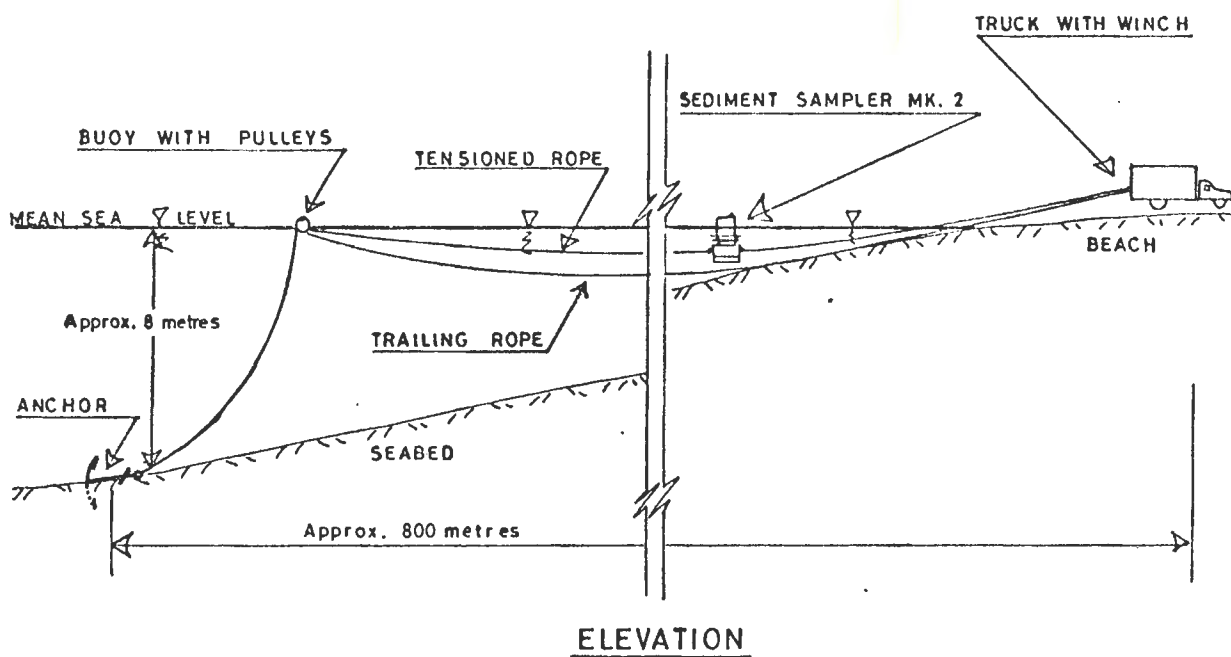 TRUCK WITH WINCH
SEDIMENT SAMPLER MK. 2
BUOY WITH PULLEYS
TENSIONED ROPE
MEAN SEA LEVEL
BEACH
Approx. 8 metres
TRAILING ROPE
ANCHOR
SEABED
Approx. 800 metres
ELEVATION